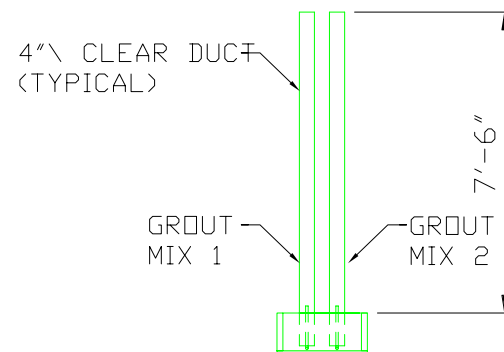 4"\ CLEAR DUCT
(TYPICAL)
7'-6"
GROUT
MIX 1
GROUT
MIX 2